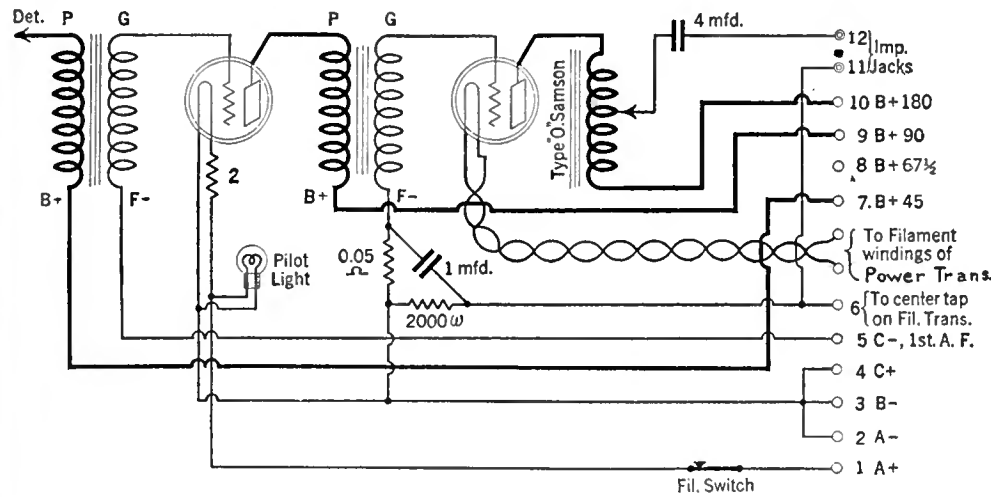 Det. P G P G 4 mfd.
12 Imp.
11 Jacks
Type "O" Samson
10 B+180
9 B+90
2
8 B+67½
B+ F- B+ F-
7. B+45
Pilot
Light
0.05
Ω
1 mfd.
To Filament
windings of
Power Trans.
2000 ω
6 To center tap
on Fil. Trans.
5 C-, 1st. A. F.
4 C+
3 B-
2 A-
1 A+
Fil. Switch